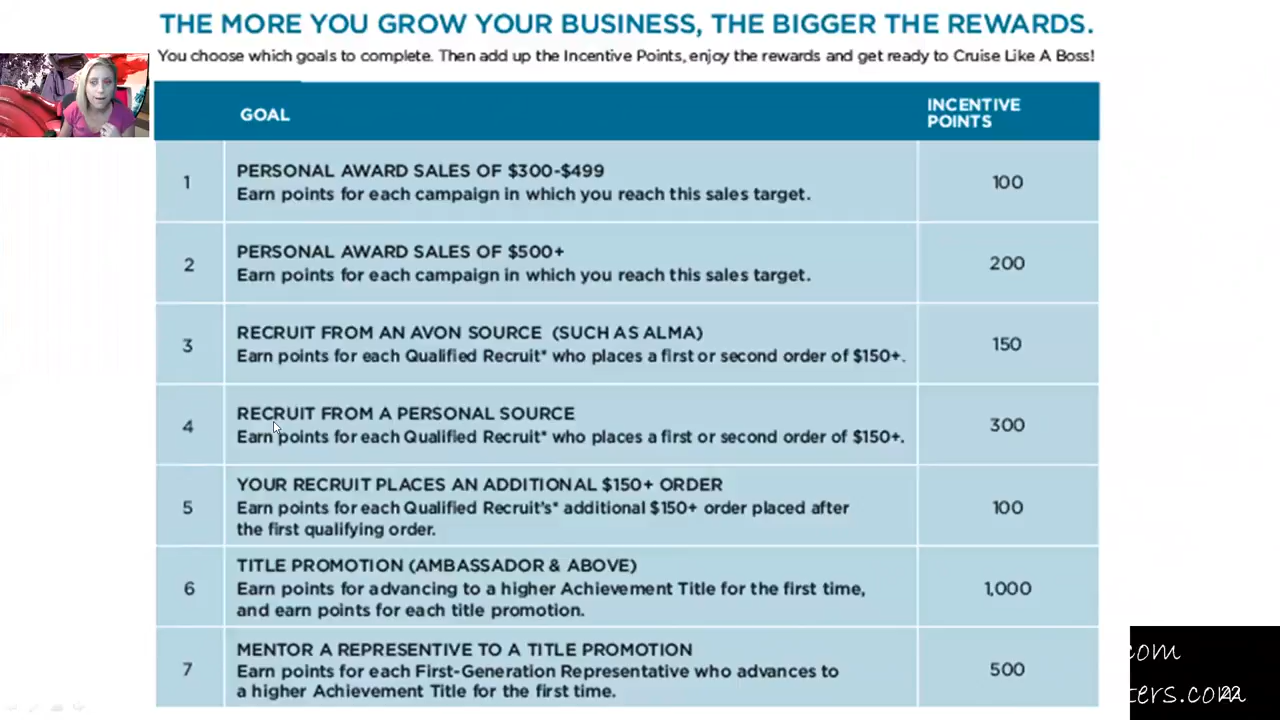 THE MORE YOU GROW YOUR BUSINESS, THE BIGGER THE REWARDS.
You choose which goals to complete. Then add up the Incentive Points, enjoy the rewards and get ready to Cruise Like A Boss!
GOAL
INCENTIVE
POINTS
1
PERSONAL AWARD SALES OF $300-$499
Earn points for each campaign in which you reach this sales target.
100
2
PERSONAL AWARD SALES OF $500+
Earn points for each campaign in which you reach this sales target.
200
3
RECRUIT FROM AN AVON SOURCE (SUCH AS ALMA)
Earn points for each Qualified Recruit* who places a first or second order of $150+.
150
4
RECRUIT FROM A PERSONAL SOURCE
Earn points for each Qualified Recruit* who places a first or second order of $150+.
300
5
YOUR RECRUIT PLACES AN ADDITIONAL $150+ ORDER
Earn points for each Qualified Recruit's* additional $150+ order placed after
the first qualifying order.
100
6
TITLE PROMOTION (AMBASSADOR & ABOVE)
Earn points for advancing to a higher Achievement Title for the first time,
and earn points for each title promotion.
1,000
7
MENTOR A REPRESENTATIVE TO A TITLE PROMOTION
Earn points for each First-Generation Representative who advances to
a higher Achievement Title for the first time.
500
.com
ters.com
22